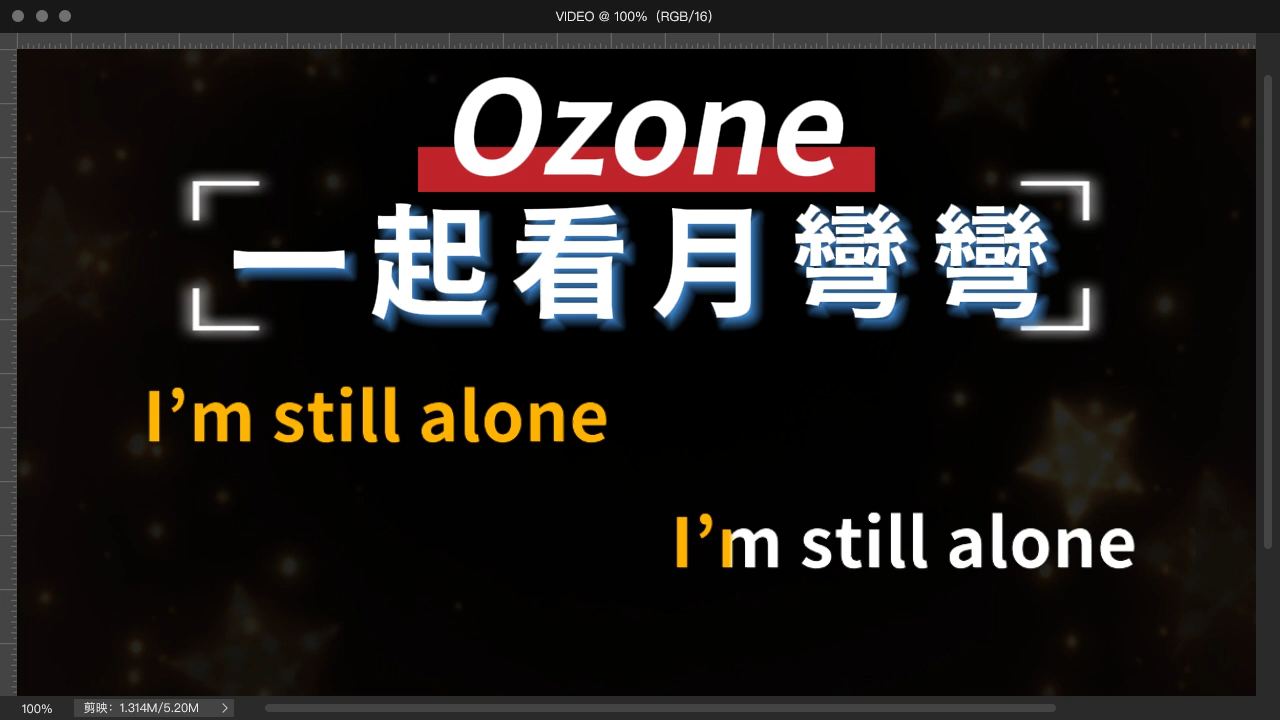 VIDEO @ 100%（RGB/16）
Ozone
一起看月彎彎
I’m still alone
I’m still alone
100%
剪映：1.314M/5.20M